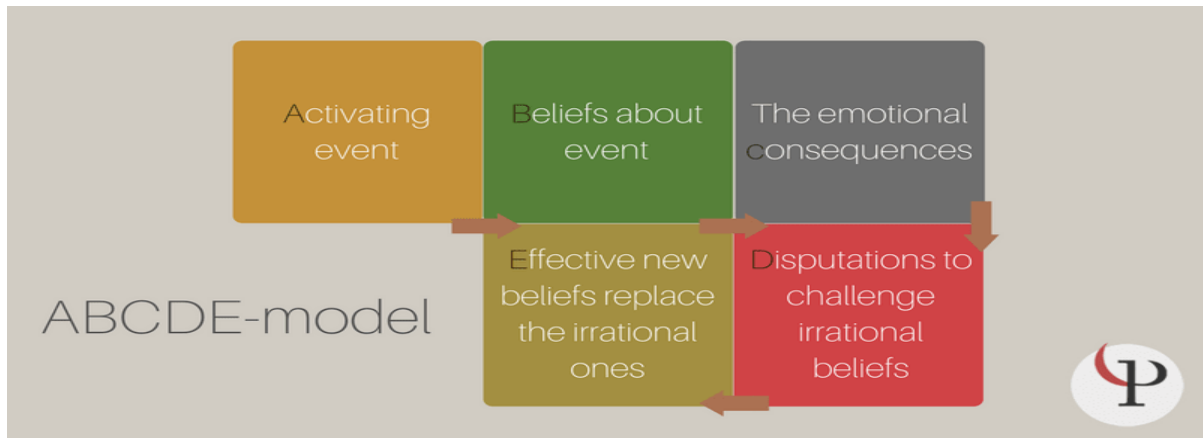 Activating
event
Beliefs about
event
The emotional
consequences
Disputations to
challenge
irrational
beliefs
Effective new
beliefs replace
the irrational
ones
ABCDE-model
P